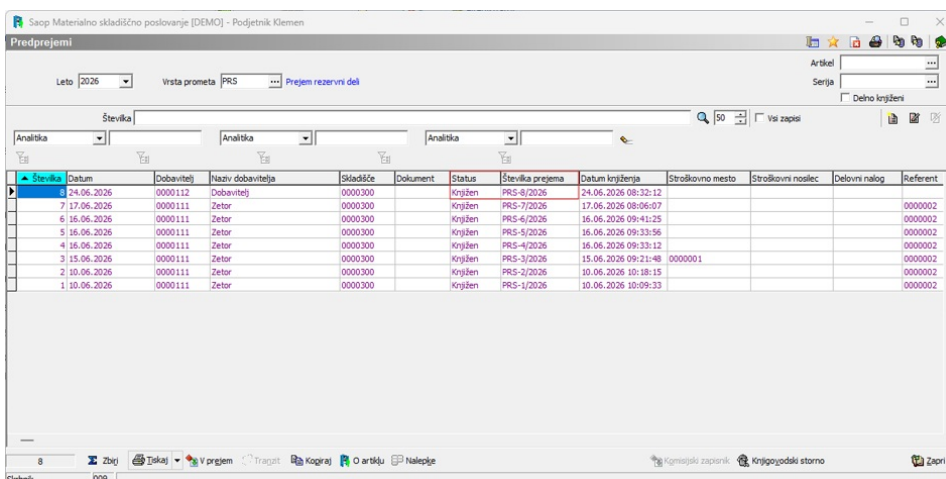 Saop Materialno skladiščno poslovanje [DEMO] - Podjetnik Klemen
Predprejemi
Artikel
Leto 2026 Vrsta prometa PRS Prejem rezervni deli Serija
Delno knjiženi
Številka 50 Vsi zapisi
Analitika Analitika Analitika
Številka Datum Dobavitelj Naziv dobavitelja Skladišče Dokument Status Številka prejema Datum knjiženja Stroškovno mesto Stroškovni nosilec Delovni nalog Referent
8 24.06.2026 0000112 Dobavitelj 0000300 Knjižen PRS-8/2026 24.06.2026 08:32:12
7 17.06.2026 0000111 Zetor 0000300 Knjižen PRS-7/2026 17.06.2026 08:06:07 0000002
6 16.06.2026 0000111 Zetor 0000300 Knjižen PRS-6/2026 16.06.2026 09:41:25 0000002
5 16.06.2026 0000111 Zetor 0000300 Knjižen PRS-5/2026 16.06.2026 09:33:56 0000002
4 16.06.2026 0000111 Zetor 0000300 Knjižen PRS-4/2026 16.06.2026 09:33:12 0000002
3 15.06.2026 0000111 Zetor 0000300 Knjižen PRS-3/2026 15.06.2026 09:21:48 0000001 0000002
2 10.06.2026 0000111 Zetor 0000300 Knjižen PRS-2/2026 10.06.2026 10:18:15 0000002
1 10.06.2026 0000111 Zetor 0000300 Knjižen PRS-1/2026 10.06.2026 10:09:33 0000002
8 Zbirj Tiskaj V prejem Tranzit Kopiraj O artiklu Nalepke Komisijski zapisnik Knjigovodski storno Zapri